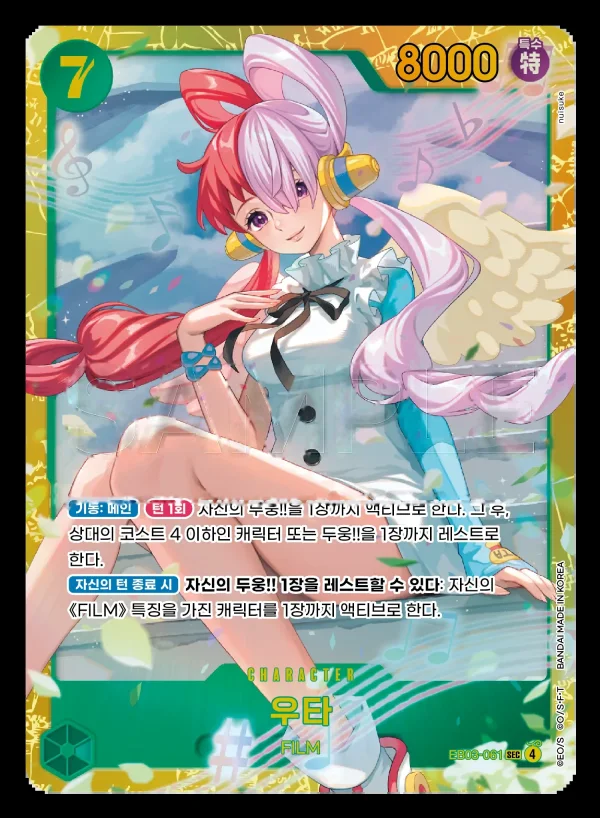 7
8000
특수
特
nuisuke
SAMPLE
기동: 메인 턴 1회 자신의 두웅!!을 1장까지 액티브로 한다. 그 후,
상대의 코스트 4 이하인 캐릭터 또는 두웅!!을 1장까지 레스트로
한다.
자신의 턴 종료 시 자신의 두웅!! 1장을 레스트할 수 있다: 자신의
《FILM》 특징을 가진 캐릭터를 1장까지 액티브로 한다.
CHARACTER
우타
FILM
SEC
4
©EO/S ©O/S·F·T BANDAI MADE IN KOREA